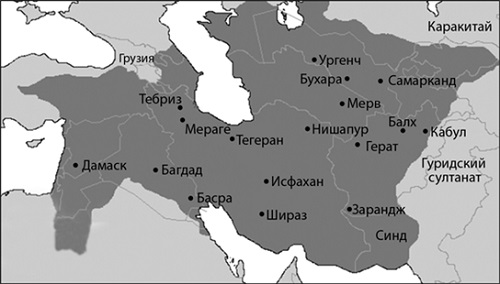 Каракитай
Грузия
Ургенч
Бухара
Самарканд
Тебриз
Мерв
Мераге
Тегеран
Нишапур
Балх
Кабул
Герат
Гуридский
султанат
Дамаск
Багдад
Исфахан
Басра
Шираз
Зарандж
Синд